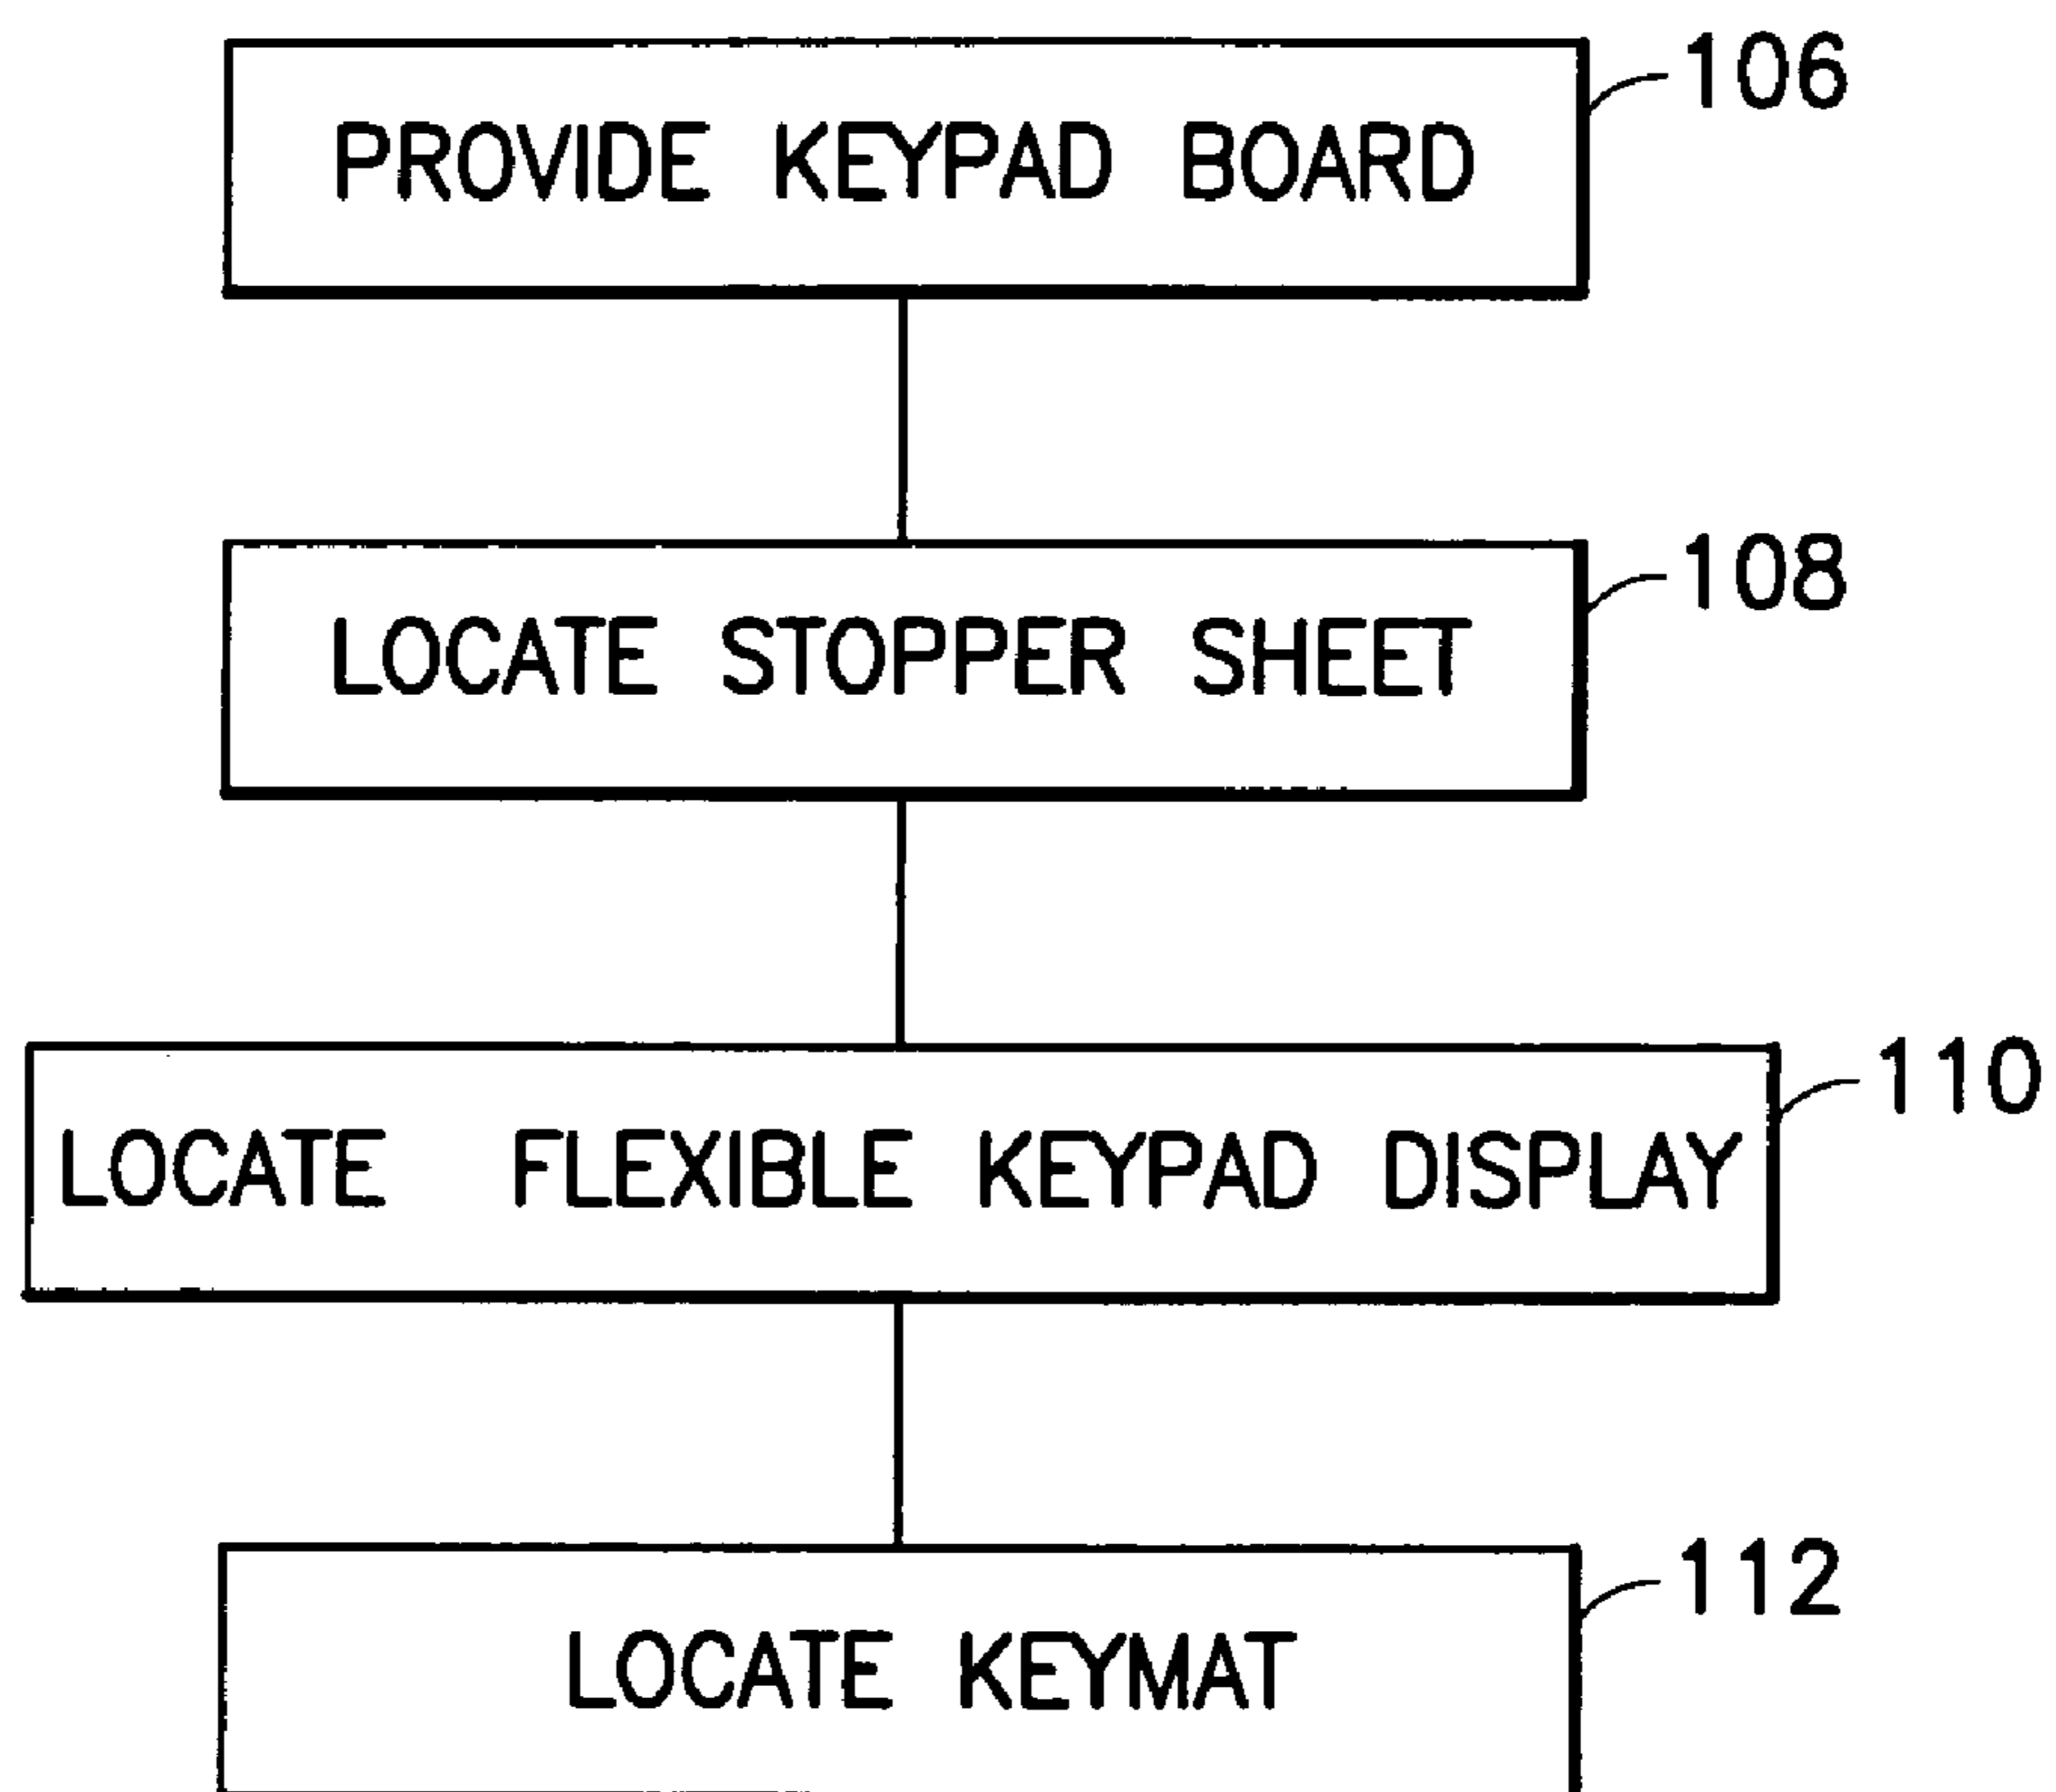 PROVIDE KEYPAD BOARD
106
LOCATE STOPPER SHEET
108
LOCATE FLEXIBLE KEYPAD DISPLAY
110
LOCATE KEYMAT
112